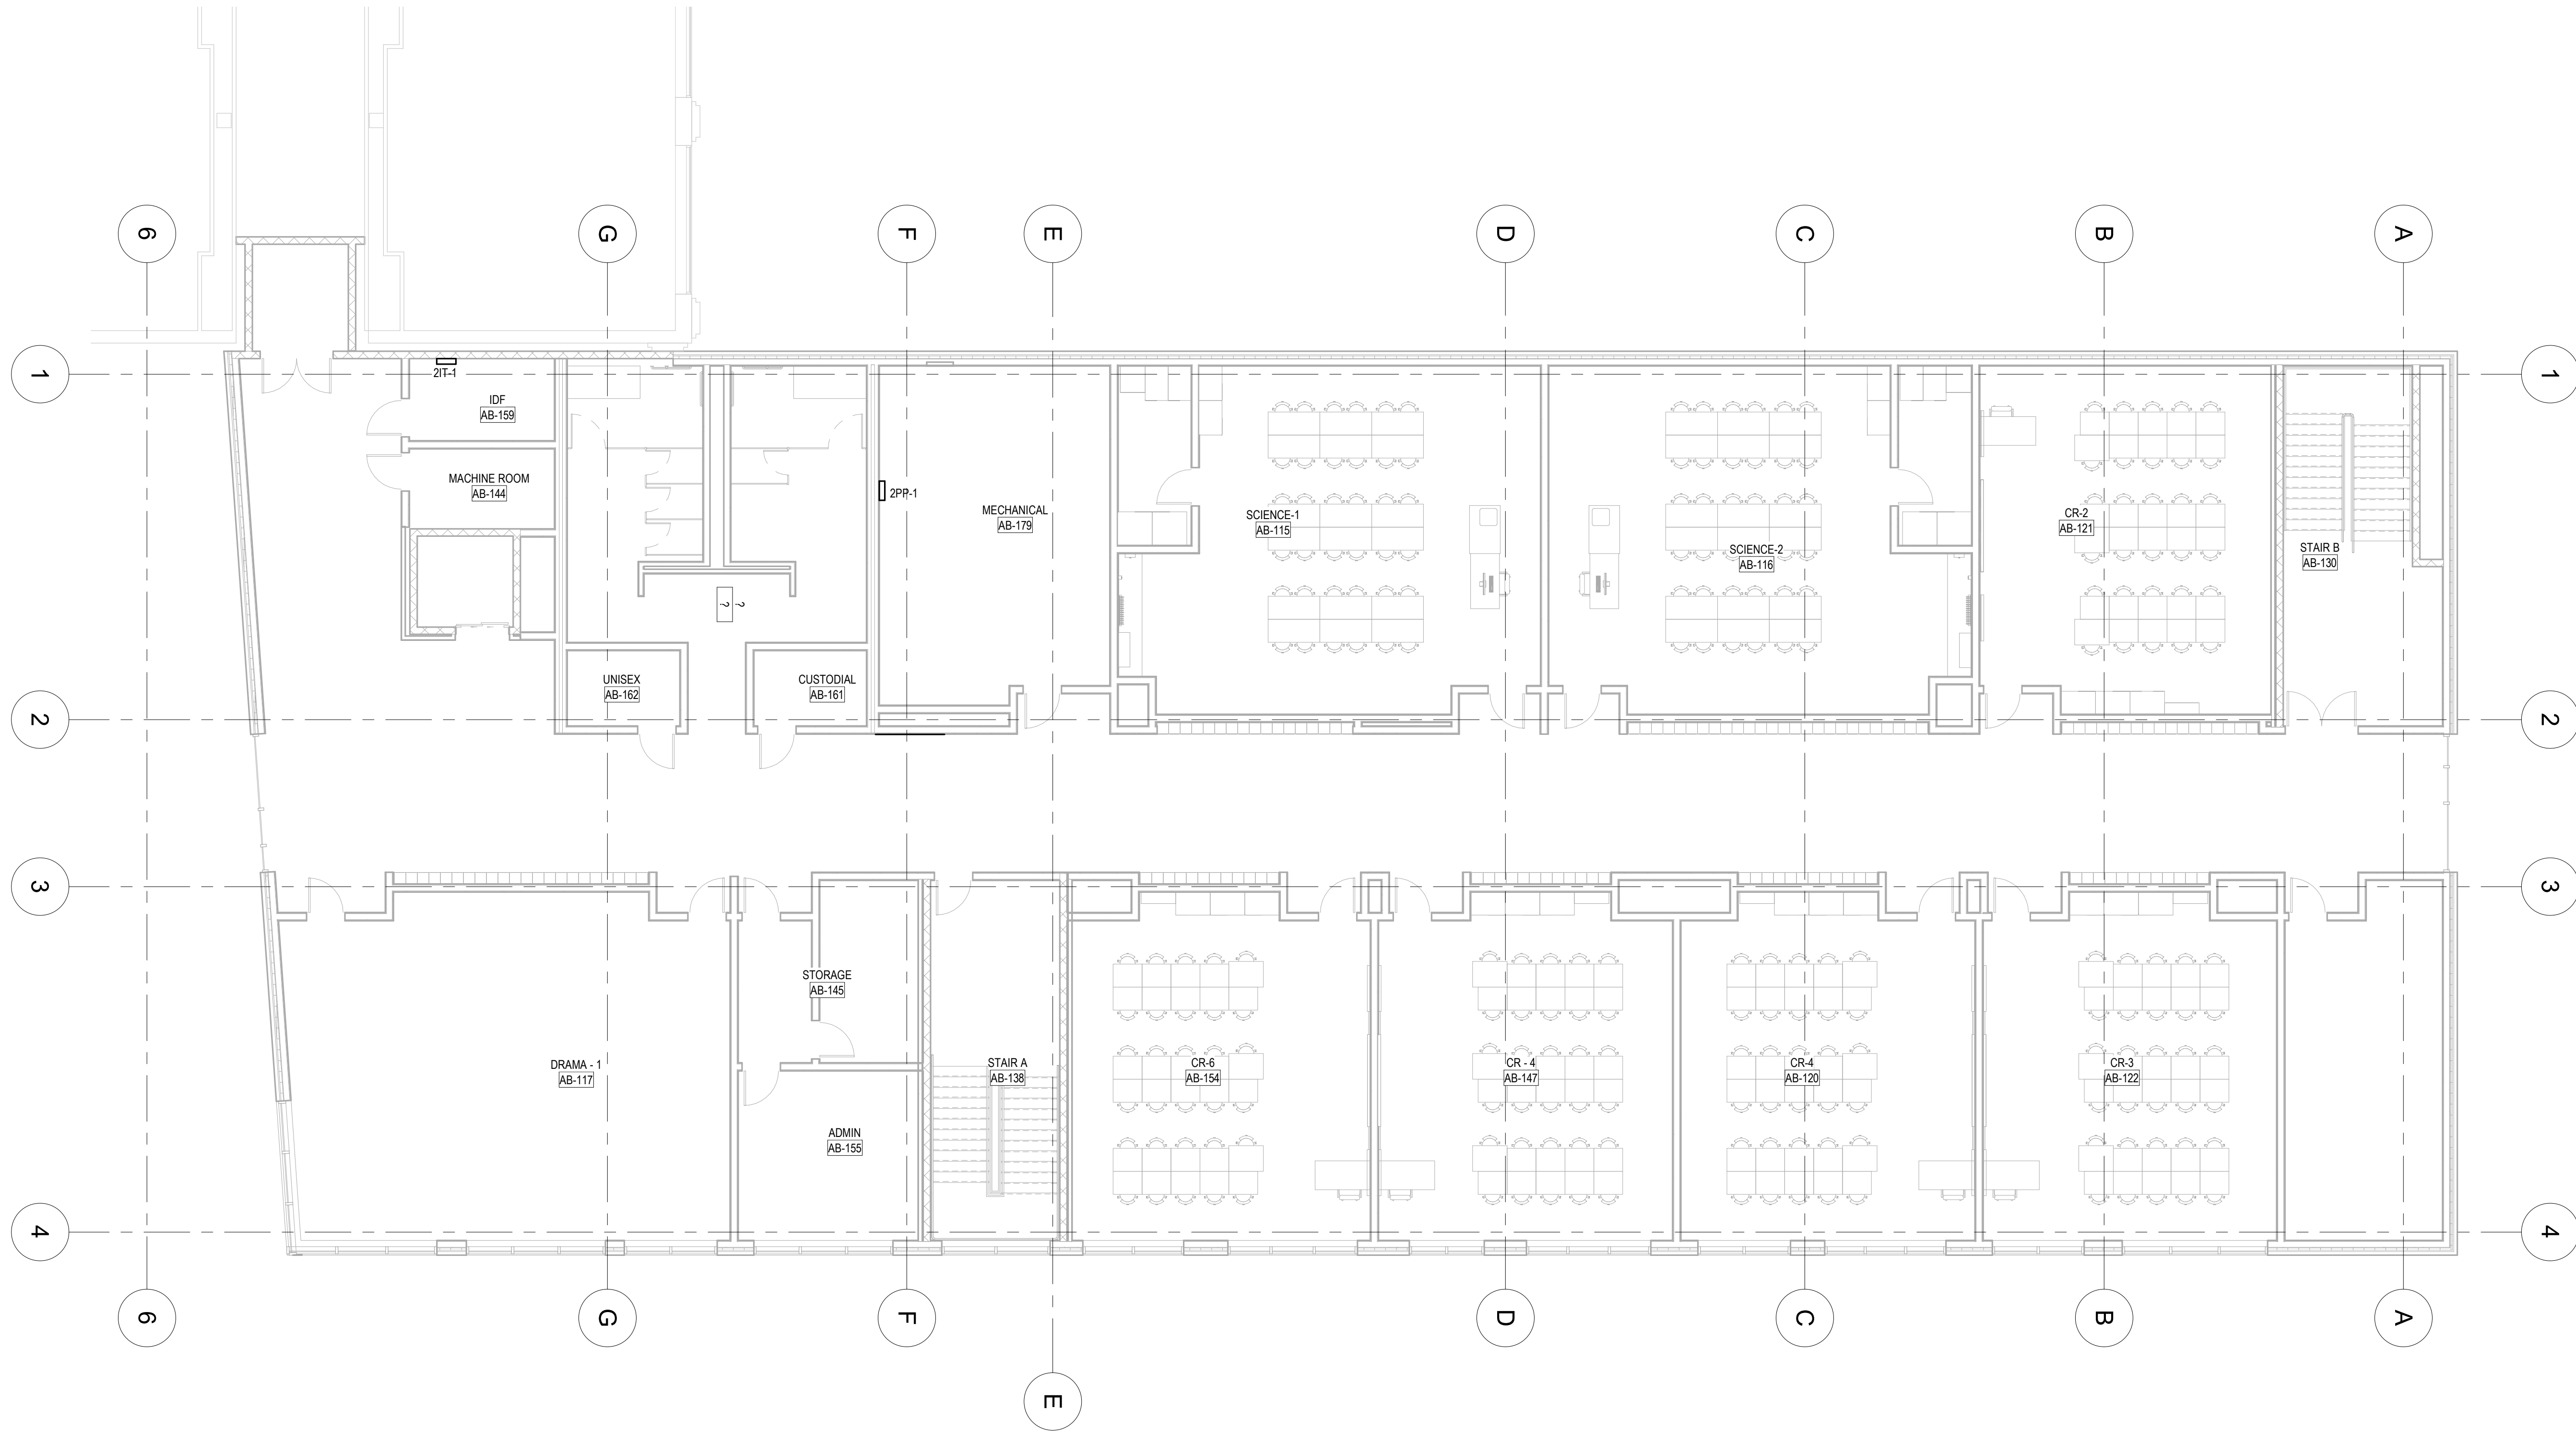 6
G
F
E
D
C
B
A
1
1
2IT-1
IDF
AB-159
MACHINE ROOM
AB-144
2PP-1
MECHANICAL
AB-179
SCIENCE-1
AB-115
SCIENCE-2
AB-116
CR-2
AB-121
STAIR B
AB-130
?
?
UNISEX
AB-162
CUSTODIAL
AB-161
2
2
3
3
STORAGE
AB-145
DRAMA - 1
AB-117
STAIR A
AB-138
CR-6
AB-154
CR - 4
AB-147
CR-4
AB-120
CR-3
AB-122
ADMIN
AB-155
4
4
6
G
F
D
C
B
A
E